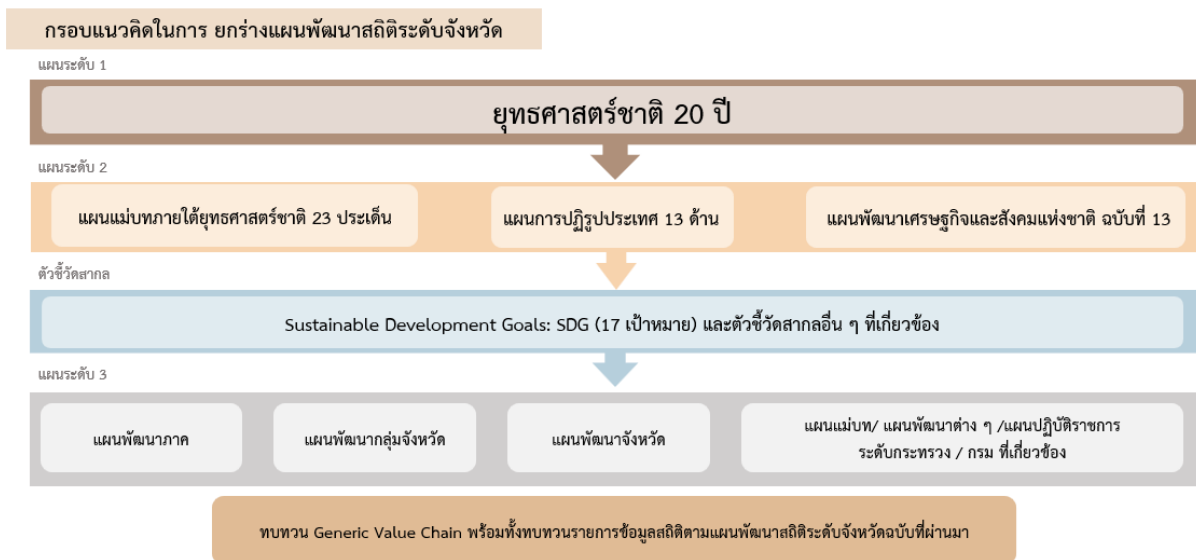 กรอบแนวคิดในการ ยกร่างแผนพัฒนาสถิติระดับจังหวัด
แผนระดับ 1
ยุทธศาสตร์ชาติ 20 ปี
แผนระดับ 2
แผนแม่บทภายใต้ยุทธศาสตร์ชาติ 23 ประเด็น
แผนการปฏิรูปประเทศ 13 ด้าน
แผนพัฒนาเศรษฐกิจและสังคมแห่งชาติ ฉบับที่ 13
ตัวชี้วัดสากล
Sustainable Development Goals: SDG (17 เป้าหมาย) และตัวชี้วัดสากลอื่น ๆ ที่เกี่ยวข้อง
แผนระดับ 3
แผนพัฒนาภาค
แผนพัฒนากลุ่มจังหวัด
แผนพัฒนาจังหวัด
แผนแม่บท/ แผนพัฒนาต่าง ๆ /แผนปฏิบัติราชการ
ระดับกระทรวง / กรม ที่เกี่ยวข้อง
ทบทวน Generic Value Chain พร้อมทั้งทบทวนรายการข้อมูลสถิติตามแผนพัฒนาสถิติระดับจังหวัดฉบับที่ผ่านมา